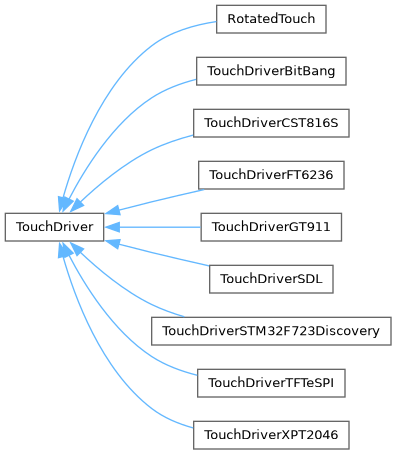 RotatedTouch
TouchDriverBitBang
TouchDriverCST816S
TouchDriverFT6236
TouchDriver
TouchDriverGT911
TouchDriverSDL
TouchDriverSTM32F723Discovery
TouchDriverTFTeSPI
TouchDriverXPT2046